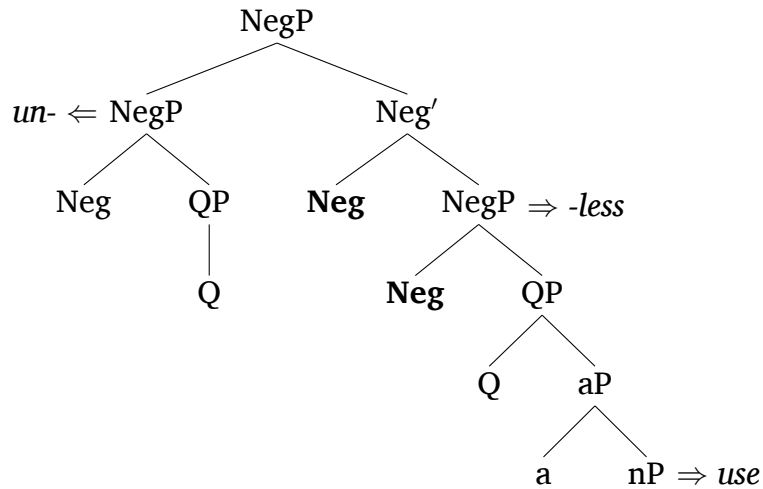 NegP
un- ⇐ NegP Neg′
Neg QP Neg NegP ⇒ -less
Q Neg QP
Q aP
a nP ⇒ use